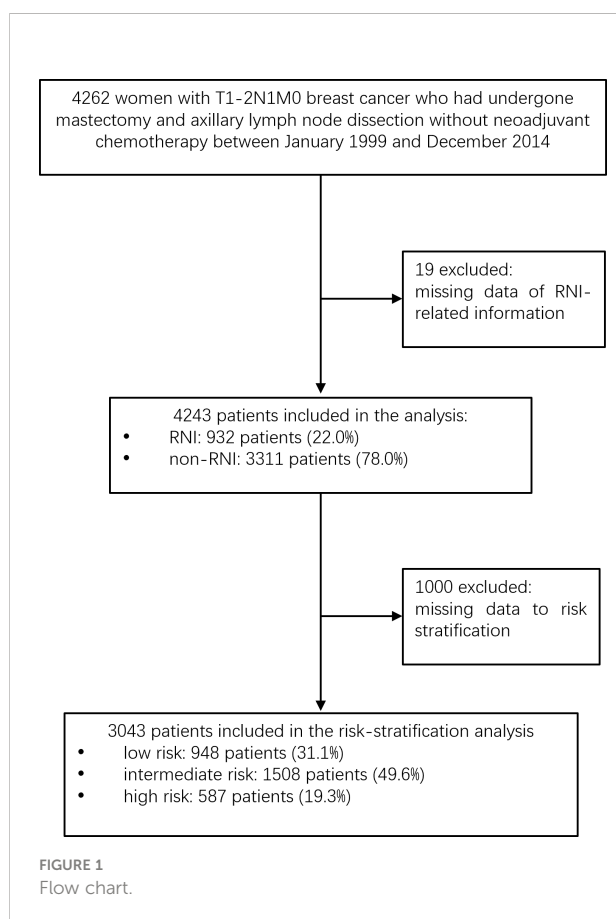 4262 women with T1-2N1M0 breast cancer who had undergone
mastectomy and axillary lymph node dissection without neoadjuvant
chemotherapy between January 1999 and December 2014
19 excluded:
missing data of RNI-
related information
4243 patients included in the analysis:
• RNI: 932 patients (22.0%)
• non-RNI: 3311 patients (78.0%)
1000 excluded:
missing data to risk
stratification
3043 patients included in the risk-stratification analysis
• low risk: 948 patients (31.1%)
• intermediate risk: 1508 patients (49.6%)
• high risk: 587 patients (19.3%)
FIGURE 1
Flow chart.